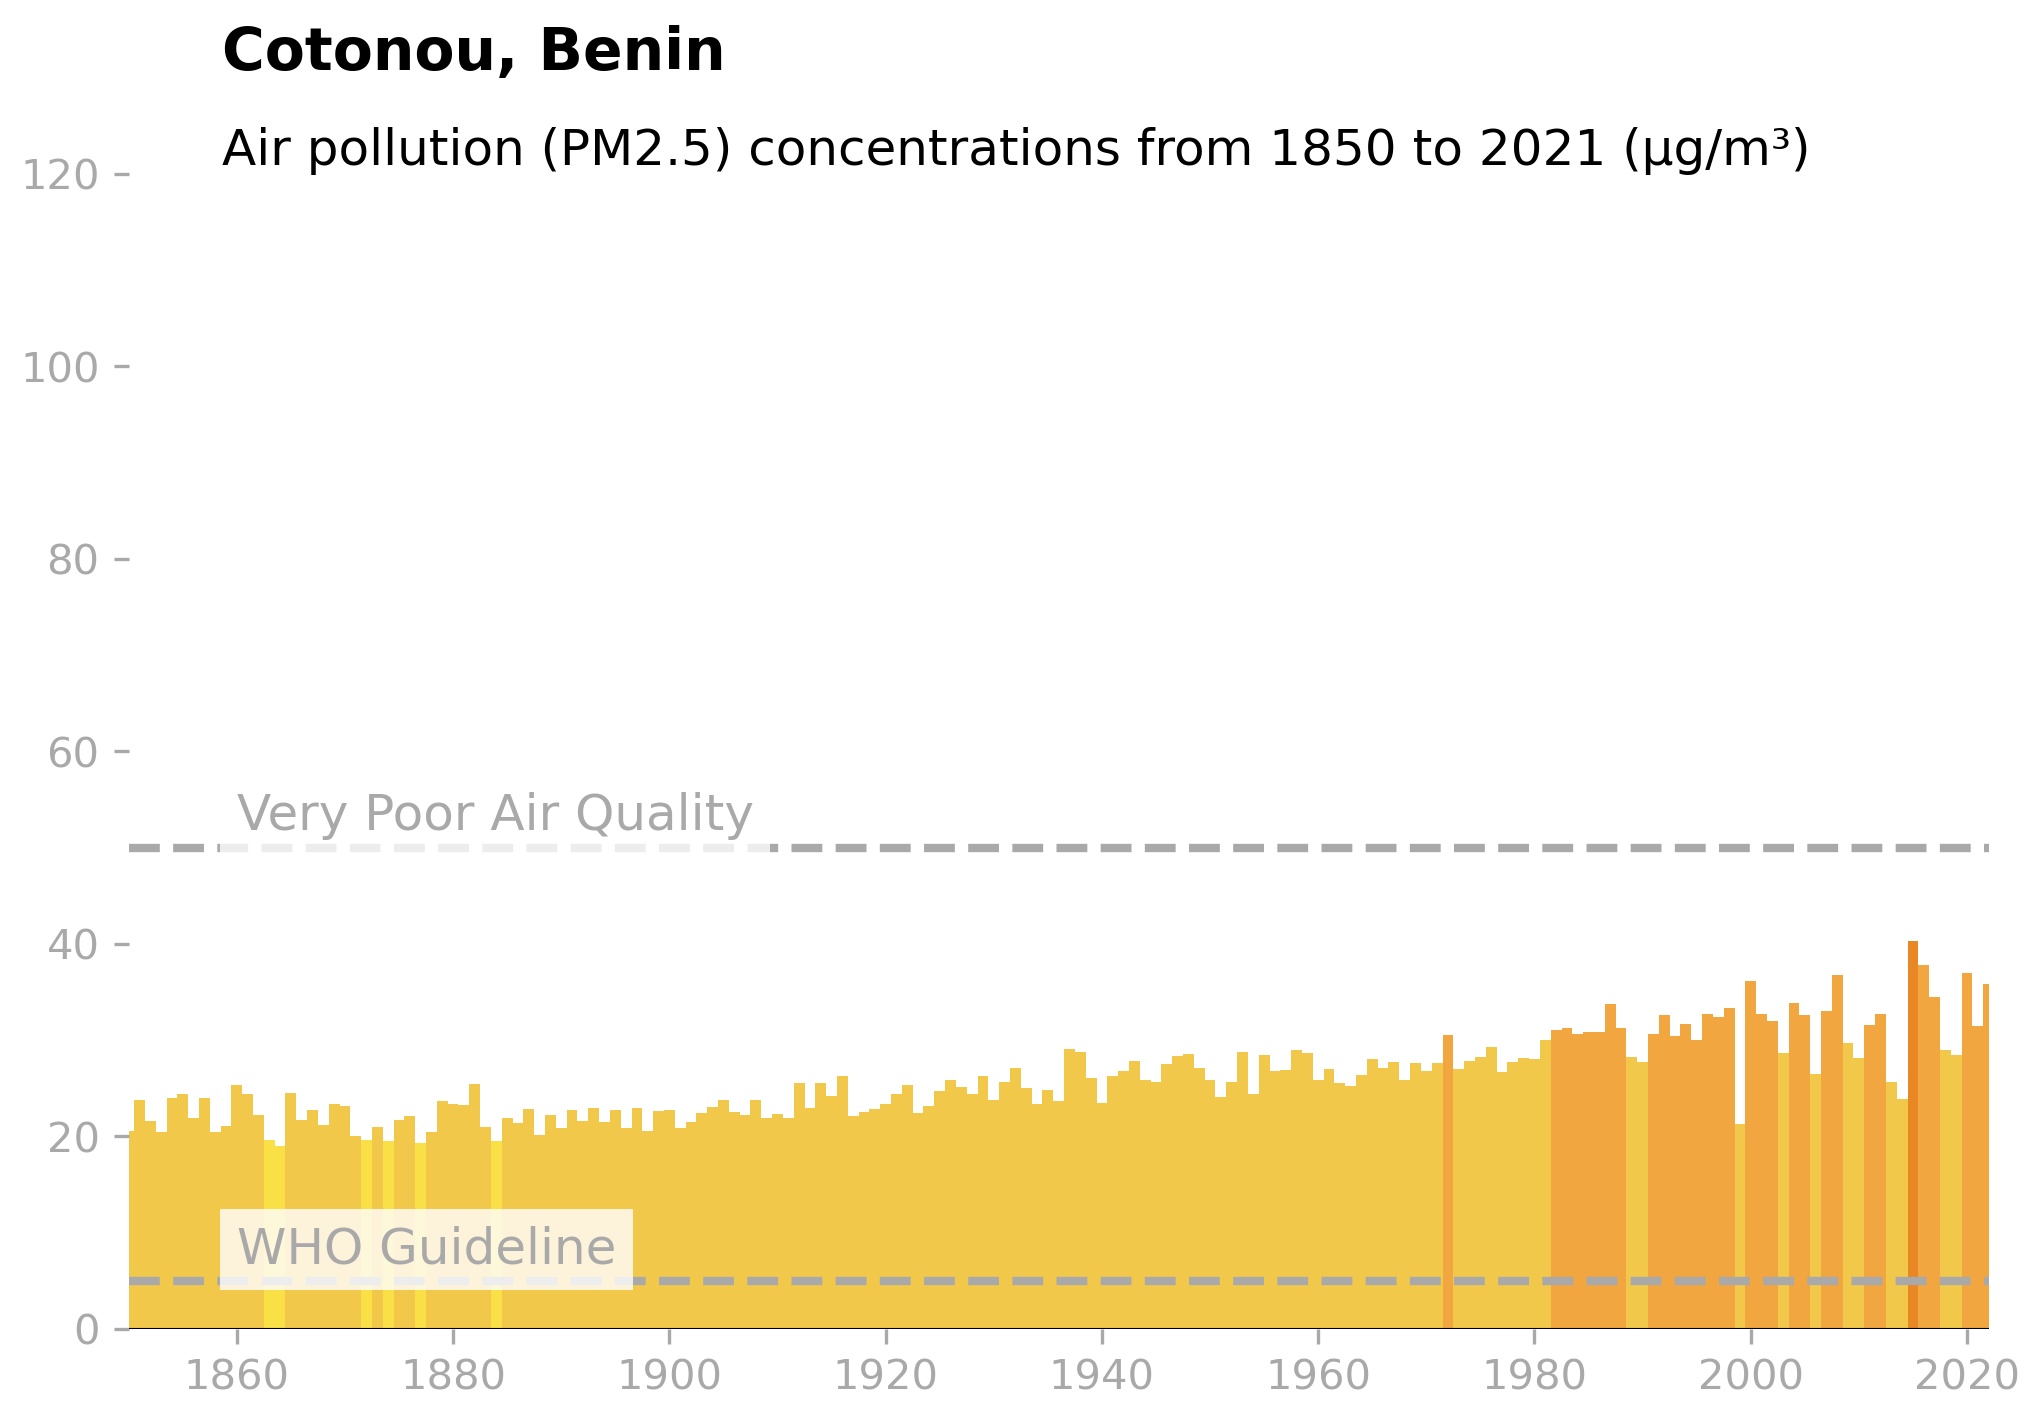 Cotonou, Benin
Air pollution (PM2.5) concentrations from 1850 to 2021 (µg/m³)
120
100
80
60
Very Poor Air Quality
40
20
WHO Guideline
0
1860 1880 1900 1920 1940 1960 1980 2000 2020